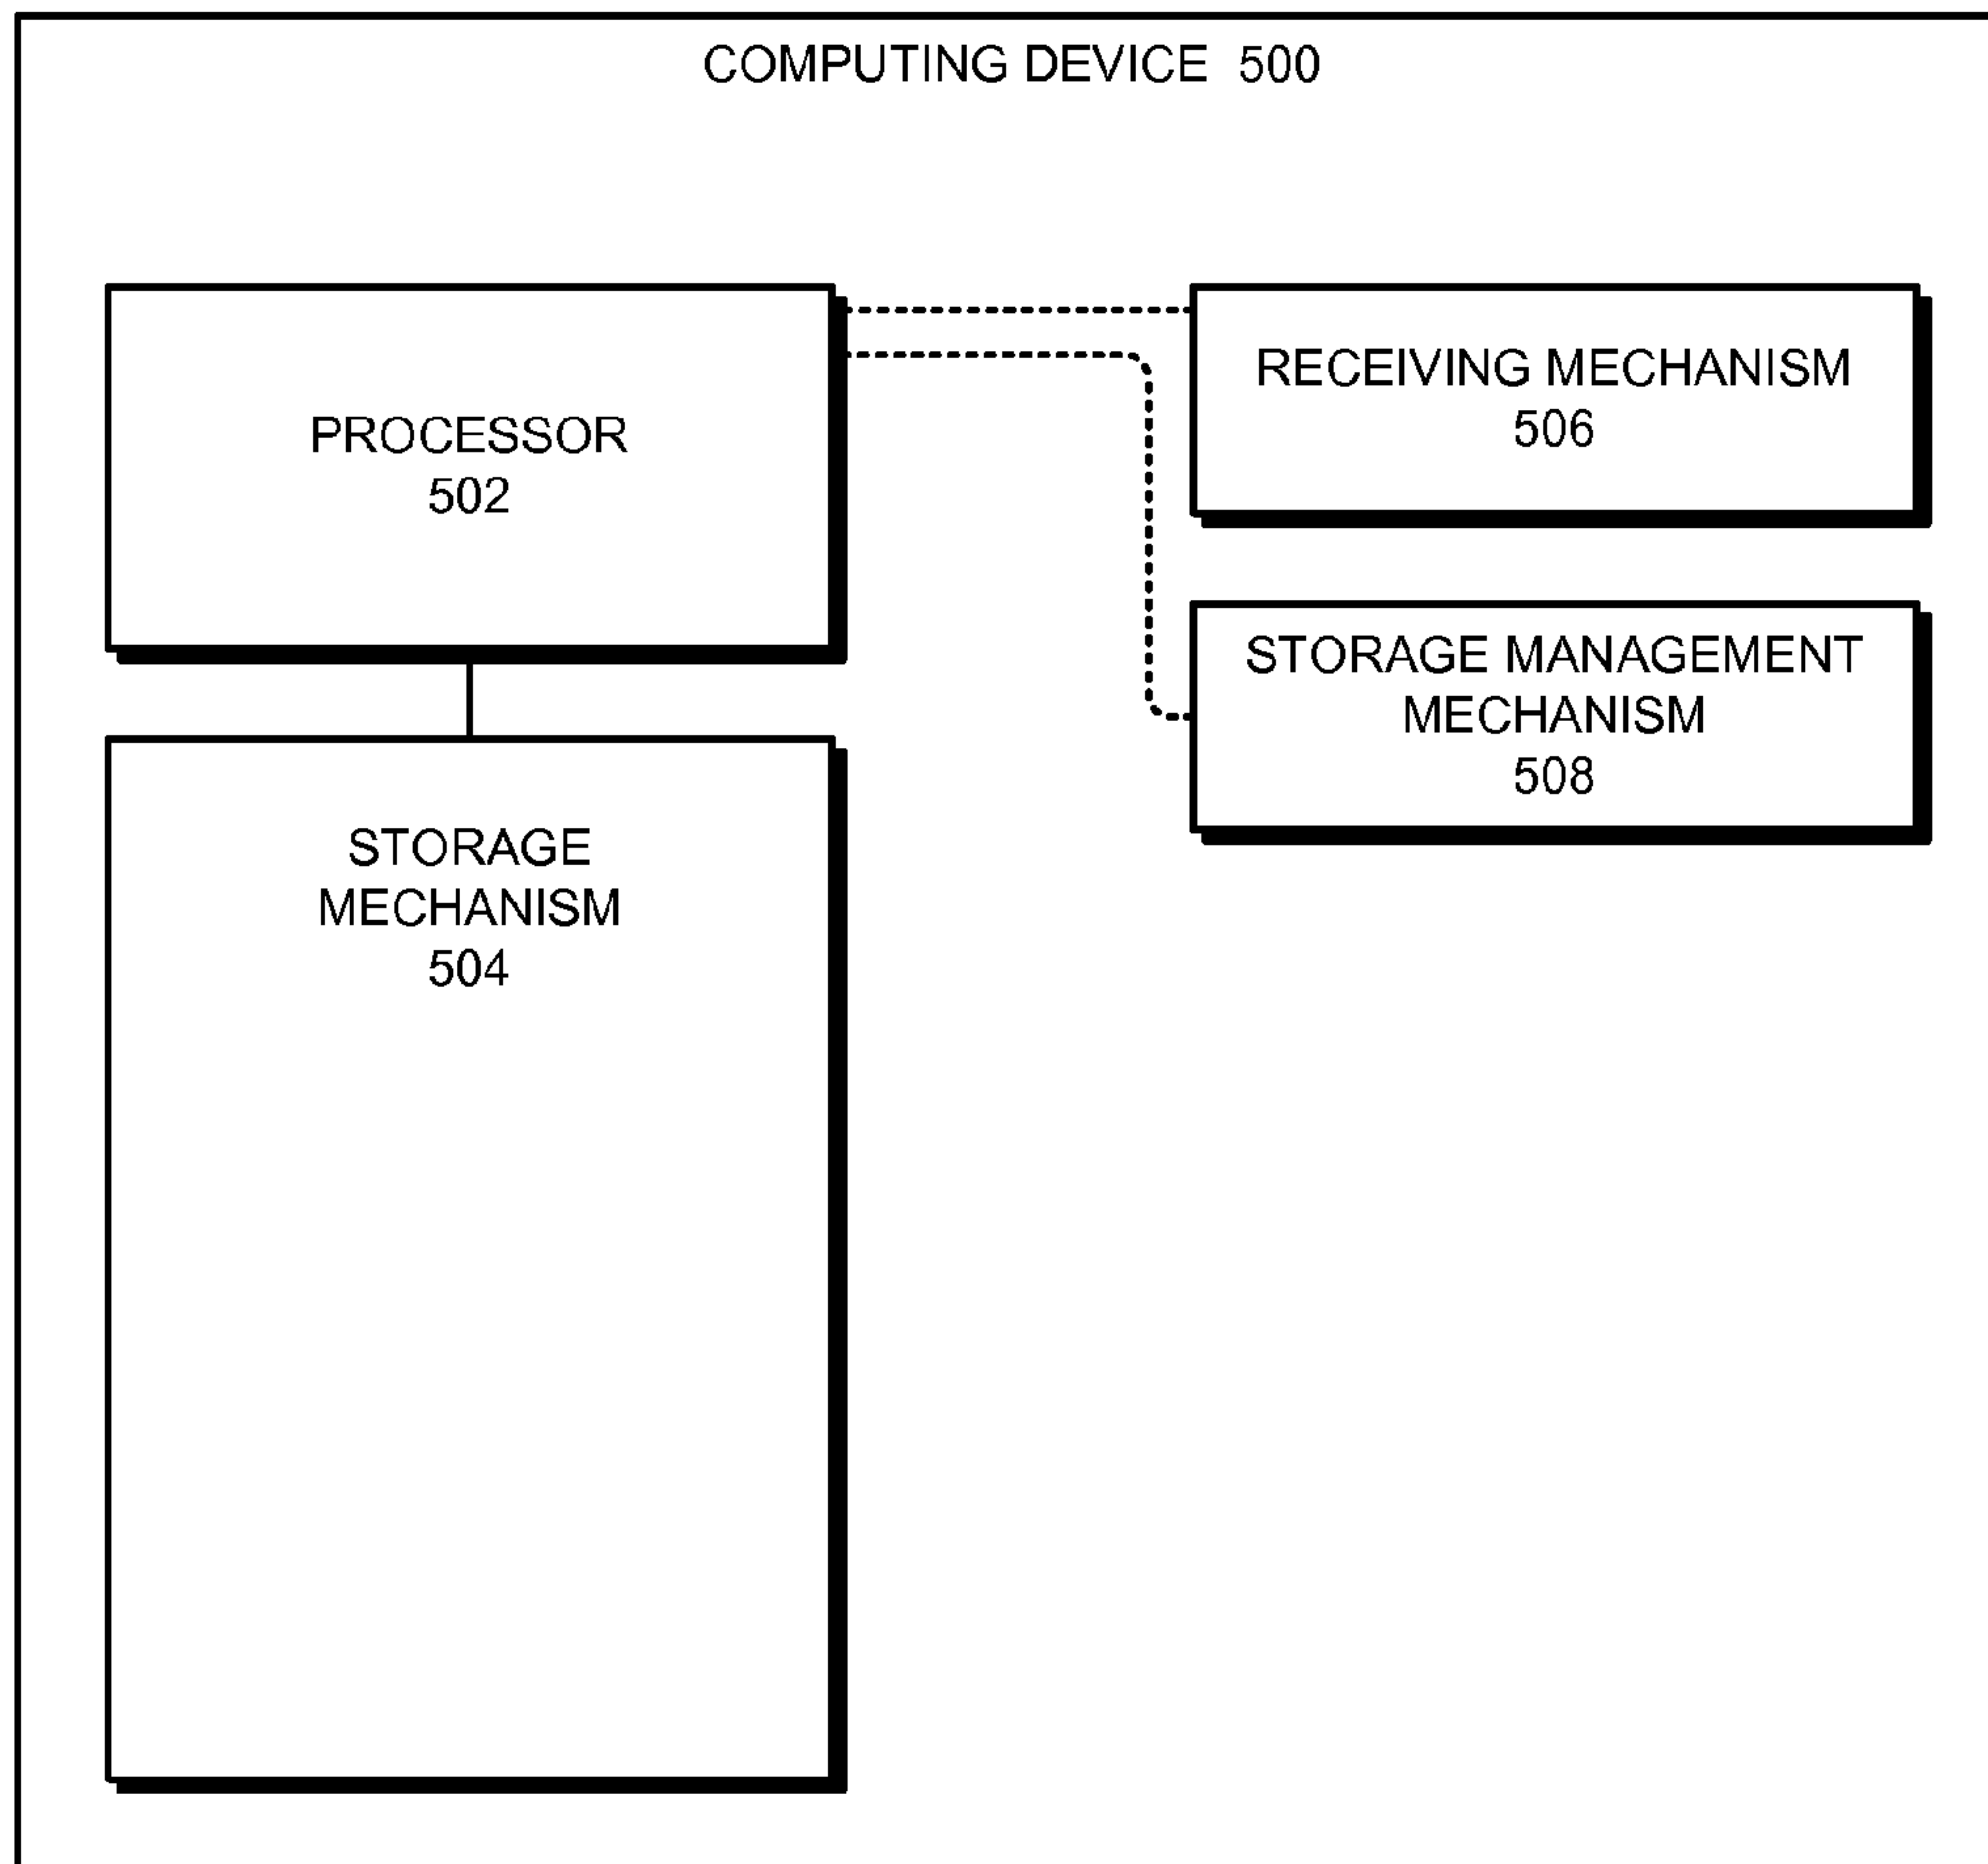 COMPUTING DEVICE 500
PROCESSOR
502
RECEIVING MECHANISM
506
STORAGE MANAGEMENT
MECHANISM
508
STORAGE
MECHANISM
504